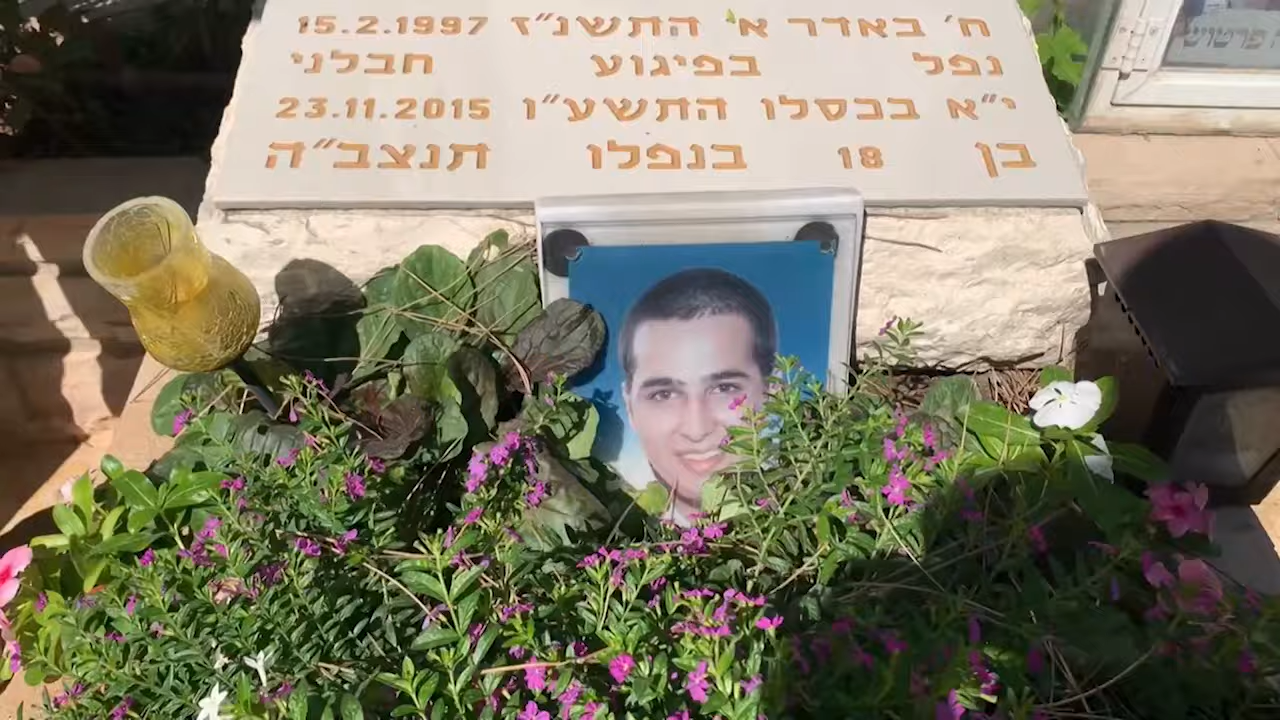 ח' באדר א' התשנ"ז 15.2.1997
נפל בפיגוע חבלני
י"א בכסלו התשע"ו 23.11.2015
בן 18 בנפלו תנצב"ה